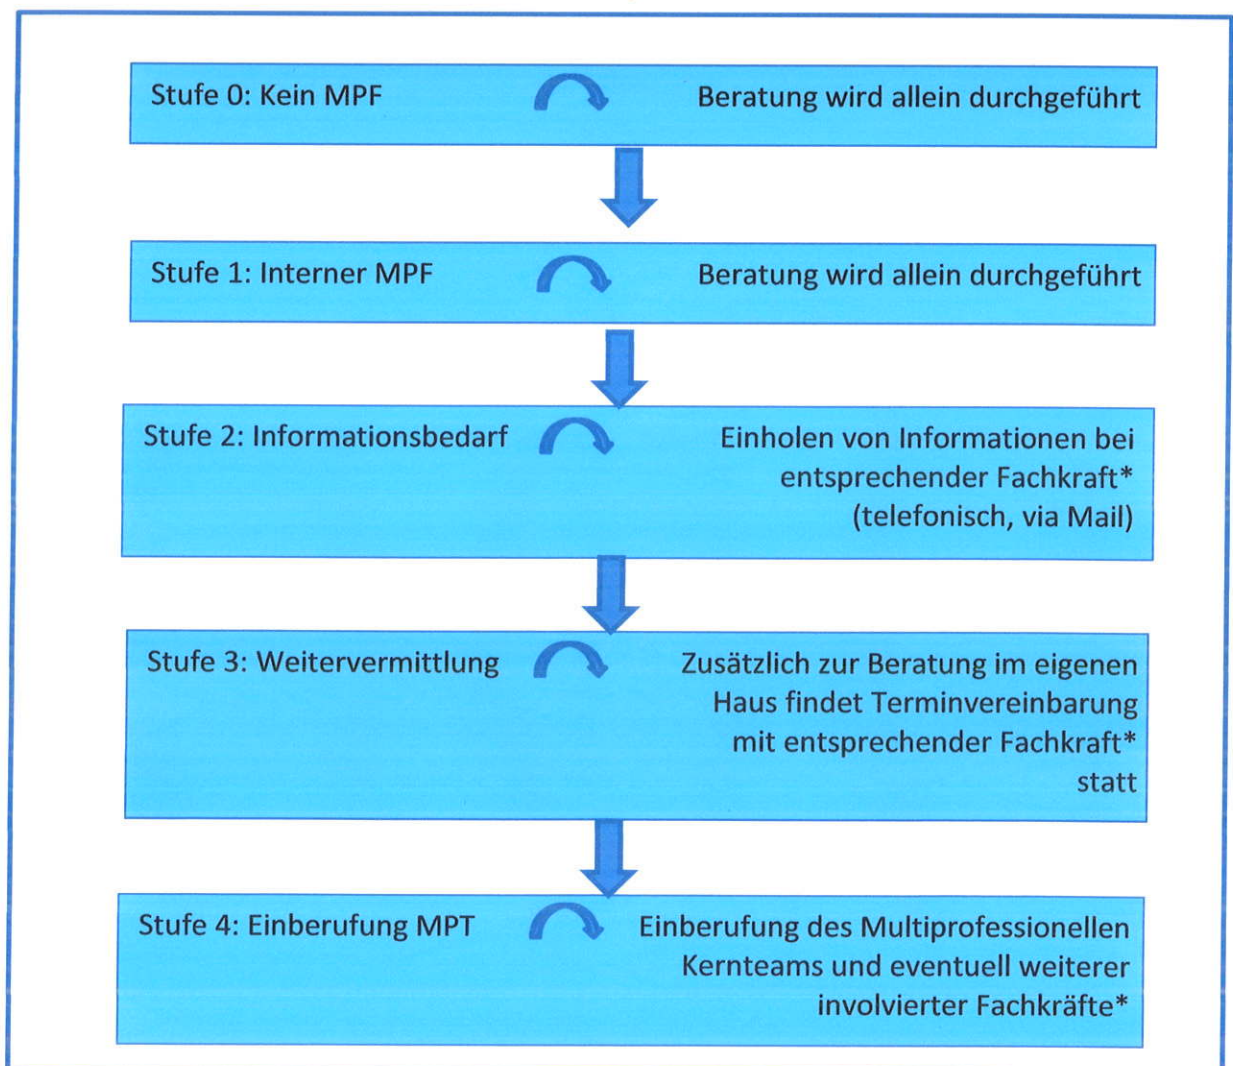 Stufe 0: Kein MPF Beratung wird allein durchgeführt
Stufe 1: Interner MPF Beratung wird allein durchgeführt
Stufe 2: Informationsbedarf Einholen von Informationen bei
entsprechender Fachkraft*
(telefonisch, via Mail)
Stufe 3: Weitervermittlung Zusätzlich zur Beratung im eigenen
Haus findet Terminvereinbarung
mit entsprechender Fachkraft*
statt
Stufe 4: Einberufung MPT Einberufung des Multiprofessionellen
Kernteams und eventuell weiterer
involvierter Fachkräfte*